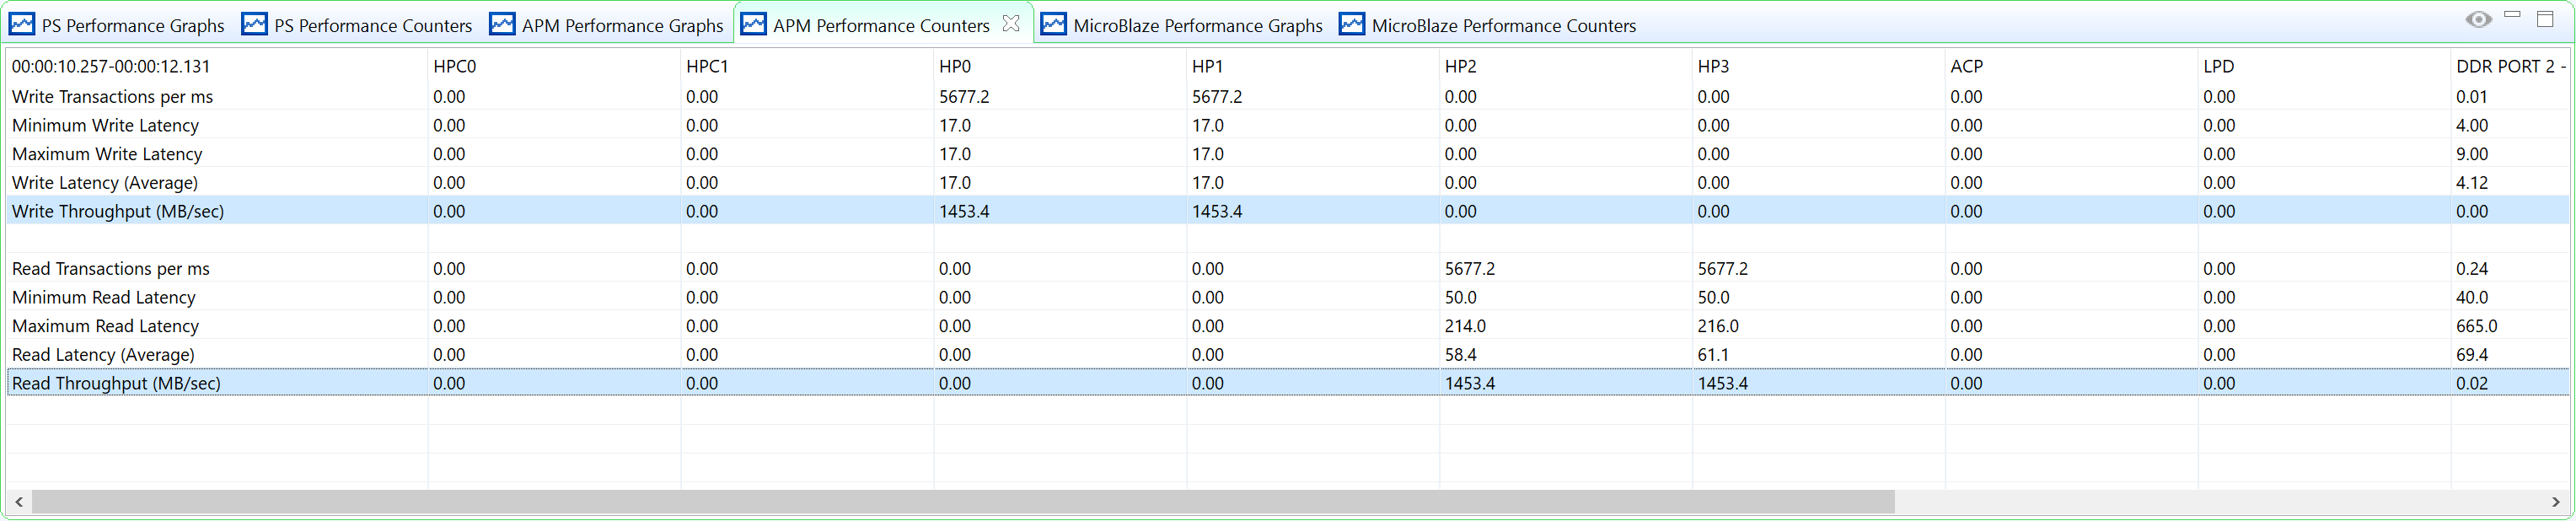 PS Performance Graphs PS Performance Counters APM Performance Graphs APM Performance Counters MicroBlaze Performance Graphs MicroBlaze Performance Counters
00:00:10.257-00:00:12.131 HPC0 HPC1 HP0 HP1 HP2 HP3 ACP LPD DDR PORT 2 -
Write Transactions per ms 0.00 0.00 5677.2 5677.2 0.00 0.00 0.00 0.00 0.01
Minimum Write Latency 0.00 0.00 17.0 17.0 0.00 0.00 0.00 0.00 4.00
Maximum Write Latency 0.00 0.00 17.0 17.0 0.00 0.00 0.00 0.00 9.00
Write Latency (Average) 0.00 0.00 17.0 17.0 0.00 0.00 0.00 0.00 4.12
Write Throughput (MB/sec) 0.00 0.00 1453.4 1453.4 0.00 0.00 0.00 0.00 0.00
Read Transactions per ms 0.00 0.00 0.00 0.00 5677.2 5677.2 0.00 0.00 0.24
Minimum Read Latency 0.00 0.00 0.00 0.00 50.0 50.0 0.00 0.00 40.0
Maximum Read Latency 0.00 0.00 0.00 0.00 214.0 216.0 0.00 0.00 665.0
Read Latency (Average) 0.00 0.00 0.00 0.00 58.4 61.1 0.00 0.00 69.4
Read Throughput (MB/sec) 0.00 0.00 0.00 0.00 1453.4 1453.4 0.00 0.00 0.02